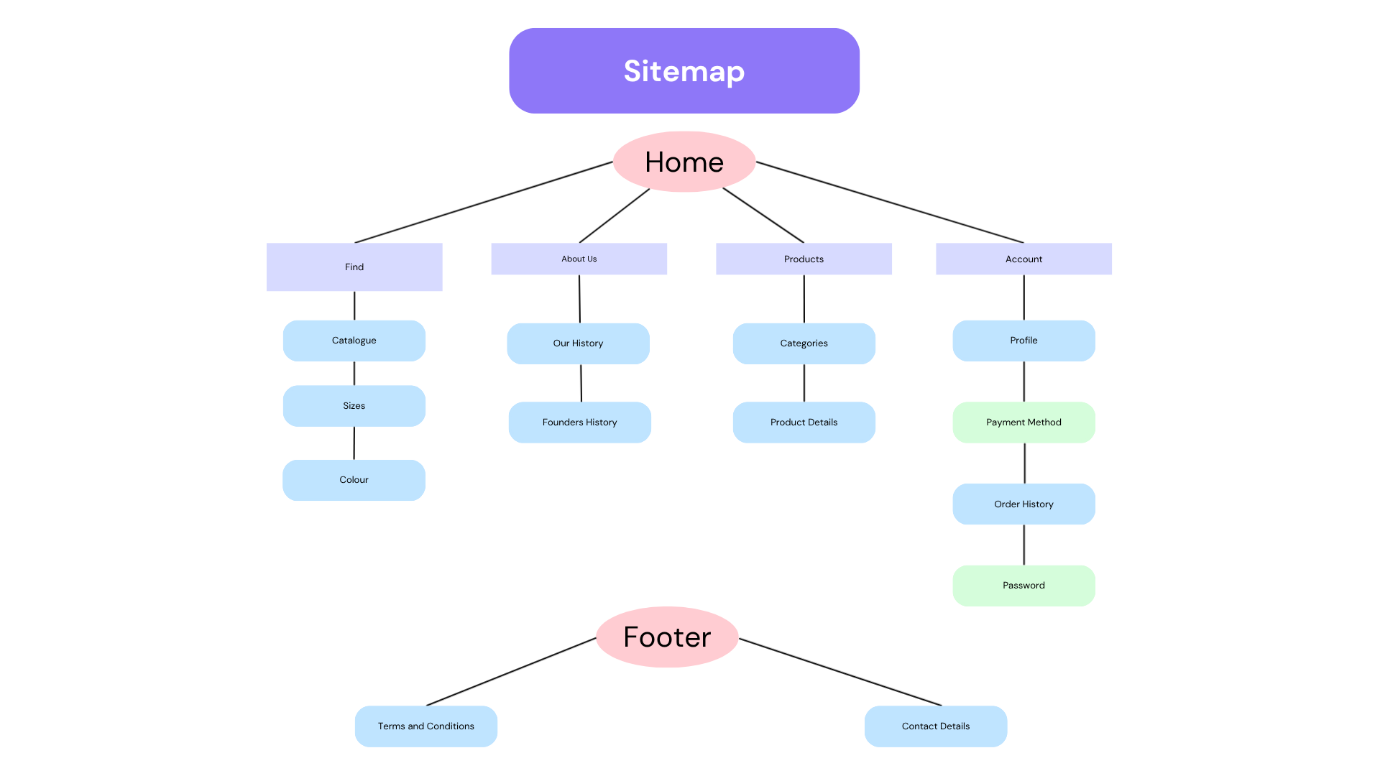 Sitemap
Home
Find
About Us
Products
Account
Catalogue
Our History
Categories
Profile
Sizes
Founders History
Product Details
Payment Method
Colour
Order History
Password
Footer
Terms and Conditions
Contact Details